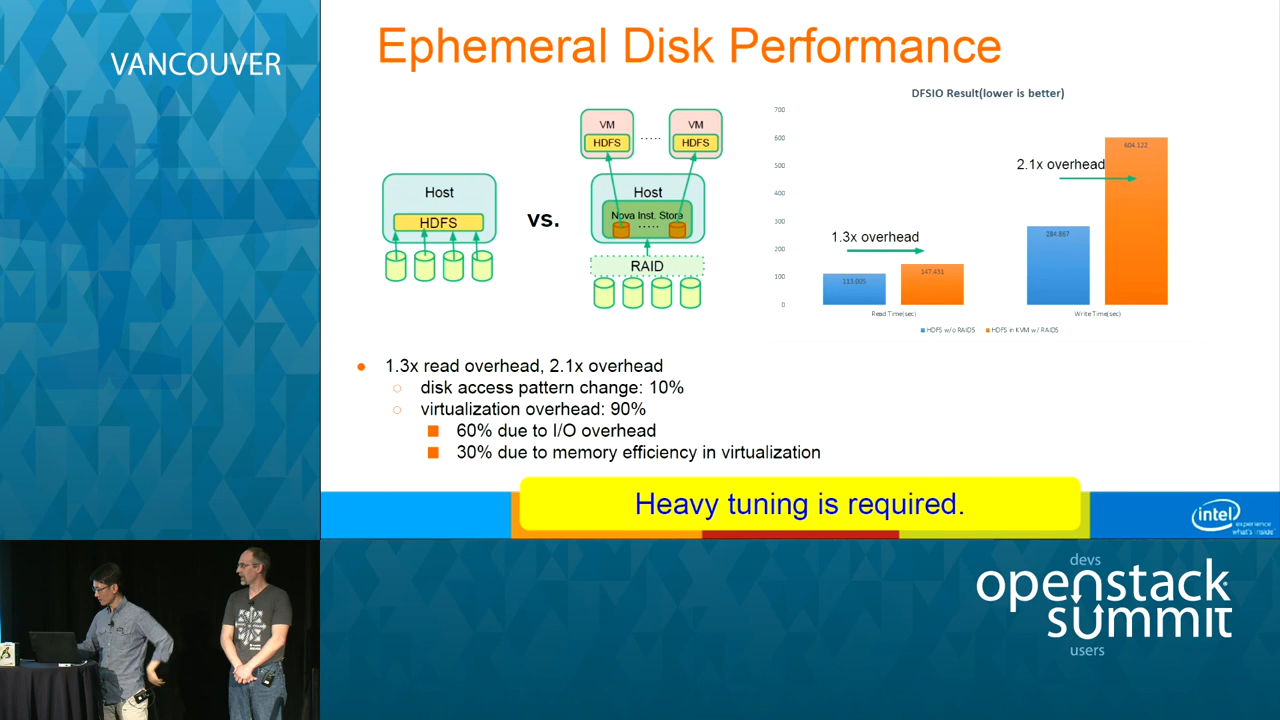 VANCOUVER
Ephemeral Disk Performance
VM
HDFS
.....
VM
HDFS
Host
HDFS
vs.
Host
Nova Inst. Store
.....
RAID
DFSIO Result(lower is better)
700
600
500
400
300
200
100
0
1.3x overhead
2.1x overhead
113.005
147.431
284.867
604.122
Read Time(sec)
Write Time(sec)
HDFS w/o RAID5
HDFS in KVM w/ RAID5
1.3x read overhead, 2.1x overhead
disk access pattern change: 10%
virtualization overhead: 90%
60% due to I/O overhead
30% due to memory efficiency in virtualization
Heavy tuning is required.
intel
experience
what's inside
devs
openstack
summit
users